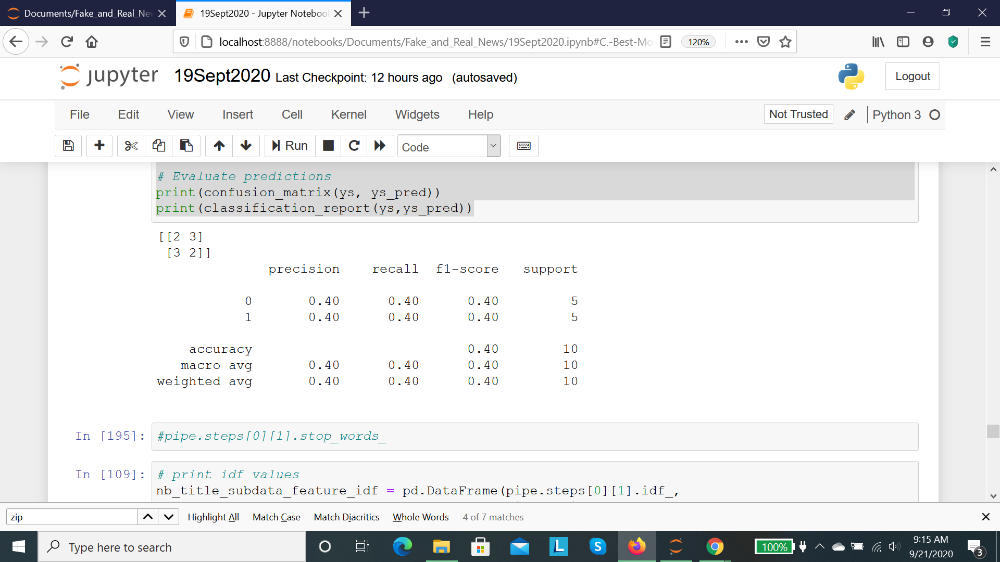 Documents/Fake_and_Real_Nev
19Sept2020 - Jupyter Noteboo
localhost:8888/notebooks/Documents/Fake_and_Real_News/19Sept2020.ipynb#C.-Best-Mo
120%
jupyter 19Sept2020 Last Checkpoint: 12 hours ago (autosaved)
Logout
File Edit View Insert Cell Kernel Widgets Help
Not Trusted
Python 3
Run
Code
# Evaluate predictions
print(confusion_matrix(ys, ys_pred))
print(classification_report(ys,ys_pred))
[[2 3]
[3 2]]
precision recall f1-score support
0 0.40 0.40 0.40 5
1 0.40 0.40 0.40 5
accuracy 0.40 10
macro avg 0.40 0.40 0.40 10
weighted avg 0.40 0.40 0.40 10
In [195]: #pipe.steps[0][1].stop_words_
In [109]: # print idf values
nb_title_subdata_feature_idf = pd.DataFrame(pipe.steps[0][1].idf_,
zip
Highlight All Match Case Match Diacritics Whole Words 4 of 7 matches
Type here to search
L
S
100%
9:15 AM
9/21/2020
3